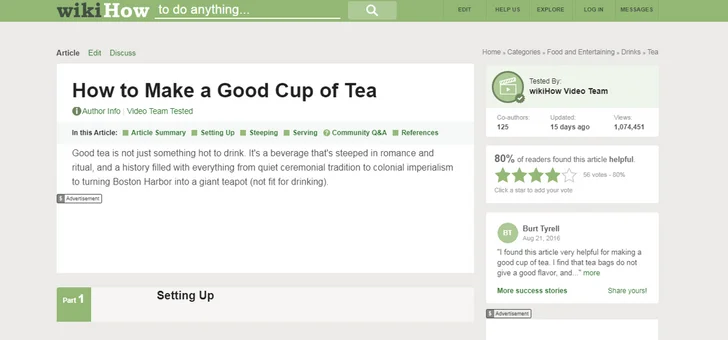 wikiHow to do anything...
EDIT HELP US EXPLORE LOG IN MESSAGES
Article Edit Discuss
Home » Categories » Food and Entertaining » Drinks » Tea
How to Make a Good Cup of Tea
Author Info | Video Team Tested
In this Article: Article Summary Setting Up Steeping Serving Community Q&A References
Good tea is not just something hot to drink. It's a beverage that's steeped in romance and
ritual, and a history filled with everything from quiet ceremonial tradition to colonial imperialism
to turning Boston Harbor into a giant teapot (not fit for drinking).
$ Advertisement
Part 1
Setting Up
Tested By:
wikiHow Video Team
Co-authors: Updated: Views:
125 15 days ago 1,074,451
80% of readers found this article helpful.
56 votes - 80%
Click a star to add your vote
BT
Burt Tyrell
Aug 21, 2016
"I found this article very helpful for making a
good cup of tea. I find that tea bags do not
give a good flavor, and..." more
More success stories Share yours!
$ Advertisement